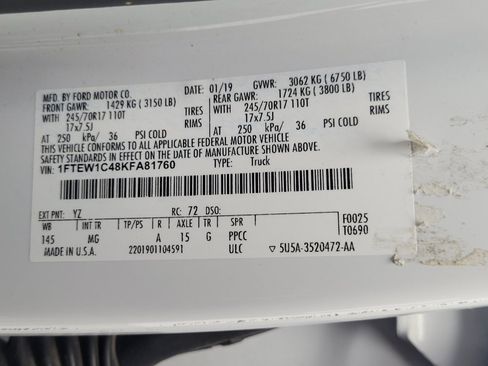 MFD. BY FORD MOTOR CO. DATE: 01/19 GVWR: 3062 KG ( 6750 LB)
FRONT GAWR: 1429 KG ( 3150 LB) REAR GAWR: 1724 KG ( 3800 LB)
WITH 245/70R17 110T TIRES WITH 245/70R17 110T TIRES
17x7.5J RIMS 17x7.5J RIMS
AT 250 kPa/ 36 PSI COLD AT 250 kPa/ 36 PSI COLD
THIS VEHICLE CONFORMS TO ALL APPLICABLE FEDERAL MOTOR VEHICLE
SAFETY STANDARDS IN EFFECT ON THE DATE OF MANUFACTURE SHOWN ABOVE.
VIN: 1FTEW1C48KFA81760 TYPE: Truck
EXT PNT: YZ RC: 72 DSO: F0025
WB INT TR TP/PS R AXLE TR SPR T0690
145 MG A 15 G PPCC
MADE IN U.S.A. 2201901104591 ULC ▽ 5U5A-3520472-AA